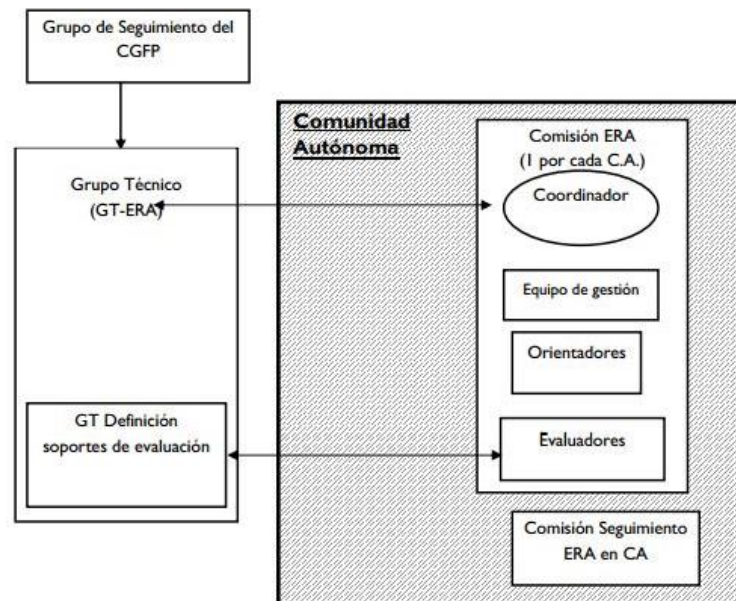 Grupo de Seguimiento del
CGFP
Grupo Técnico
(GT-ERA)
GT Definición
soportes de evaluación
Comunidad
Autónoma
Comisión ERA
(1 por cada C.A.)
Coordinador
Equipo de gestión
Orientadores
Evaluadores
Comisión Seguimiento
ERA en CA